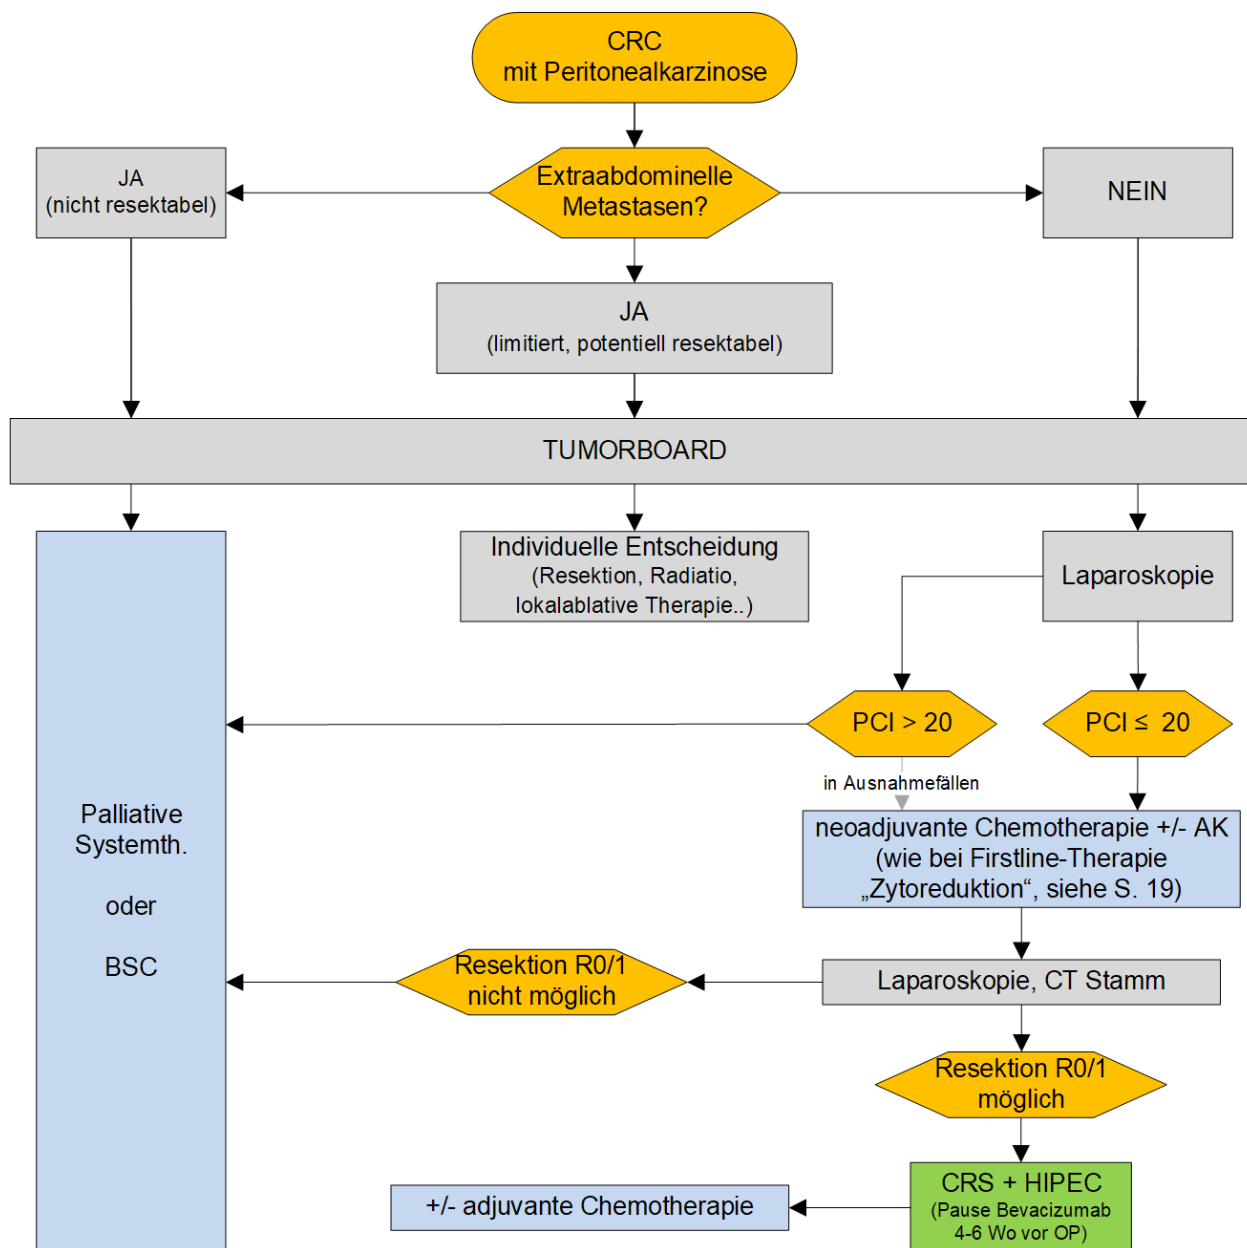 CRC
mit Peritonealkarzinose
JA
(nicht resektabel)
Extraabdominelle
Metastasen?
NEIN
JA
(limitiert, potentiell resektabel)
TUMORBOARD
Individuelle Entscheidung
(Resektion, Radiatio,
lokalablative Therapie..)
Laparoskopie
PCI > 20
PCI ≤ 20
in Ausnahmefällen
Palliative
Systemth.
oder
BSC
neoadjuvante Chemotherapie +/- AK
(wie bei Firstline-Therapie
„Zytoreduktion“, siehe S. 19)
Resektion R0/1
nicht möglich
Laparoskopie, CT Stamm
Resektion R0/1
möglich
CRS + HIPEC
(Pause Bevacizumab
4-6 Wo vor OP)
+/- adjuvante Chemotherapie